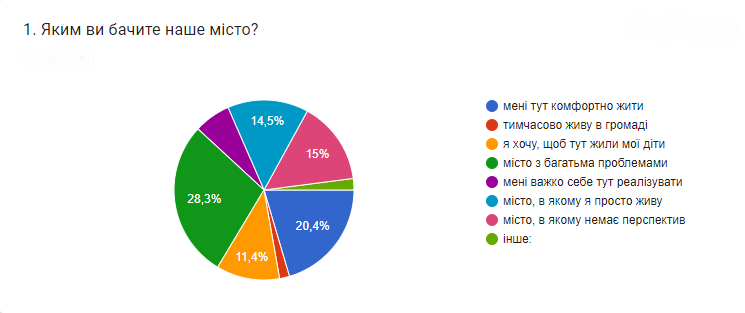 1. Яким ви бачите наше місто?
14,5%
15%
28,3%
20,4%
11,4%
мені тут комфортно жити
тимчасово живу в громаді
я хочу, щоб тут жили мої діти
місто з багатьма проблемами
мені важко себе тут реалізувати
місто, в якому я просто живу
місто, в якому немає перспектив
інше: